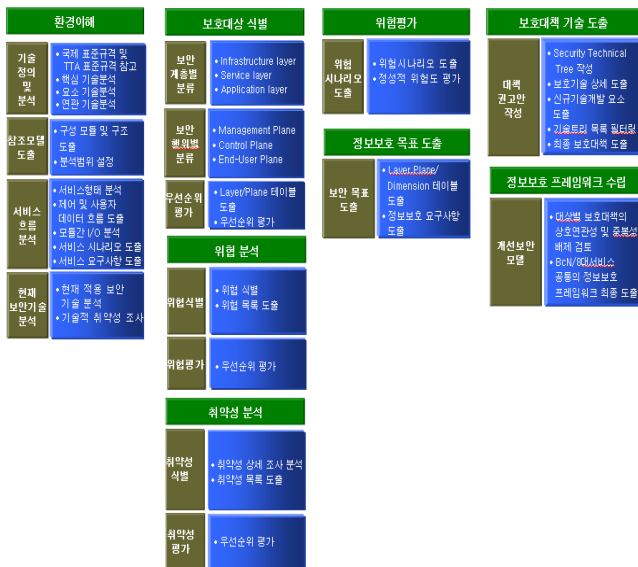 환경이해
기술
정의
및
분석
• 국제 표준규격 및
TTA 표준규격 참고
• 핵심 기술분석
• 요소 기술분석
• 연관 기술분석
참조모델
도출
• 구성 모듈 및 구조
도출
• 분석범위 설정
서비스
흐름
분석
• 서비스형태 분석
• 제어 및 사용자
데이터 흐름 도출
• 모듈간 I/O 분석
• 서비스 시나리오 도출
• 서비스 요구사항 도출
현재
보안기술
분석
• 현재 적용 보안
기술 분석
• 기술적 취약성 조사
보호대상 식별
보안
계층별
분류
• Infrastructure layer
• Service layer
• Application layer
보안
행위별
분류
• Management Plane
• Control Plane
• End-User Plane
우선순위
평가
• Layer/Plane 테이블
도출
• 우선순위 평가
위협 분석
위협식별
• 위협 식별
• 위협 목록 도출
위협평가
• 우선순위 평가
취약성 분석
취약성
식별
• 취약성 상세 조사 분석
• 취약성 목록 도출
취약성
평가
• 우선순위 평가
위험평가
위험
시나리오
도출
• 위험시나리오 도출
• 정성적 위험도 평가
정보보호 목표 도출
보안 목표
도출
• Layer,Plane/
Dimension 테이블
도출
• 정보보호 요구사항
도출
보호대책 기술 도출
대책
권고안
작성
• Security Technical
Tree 작성
• 보호기술 상세 도출
• 신규기술개발 요소
도출
• 기술트리 목록 필터링
• 최종 보호대책 도출
정보보호 프레임워크 수립
개선보안
모델
• 대상별 보호대책의
상호연관성 및 중복성
배제 검토
• BcN/8대서비스
공통의 정보보호
프레임워크 최종 도출